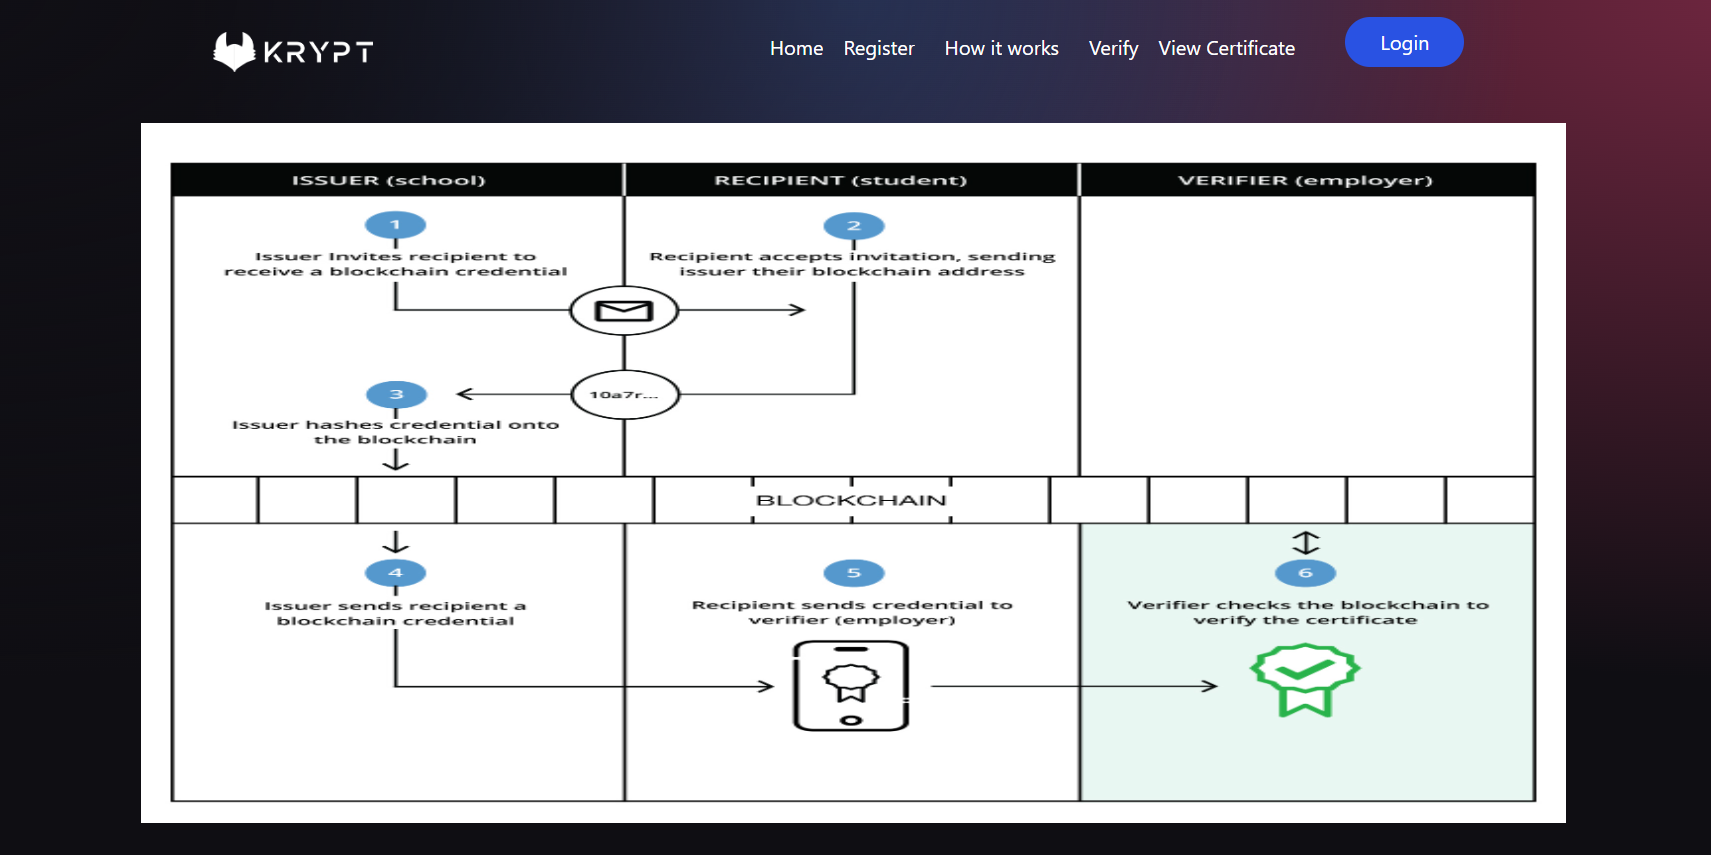 KRYPT
Home Register How it works Verify View Certificate Login
ISSUER (school) RECIPIENT (student) VERIFIER (employer)
1
Issuer Invites recipient to
receive a blockchain credential
2
Recipient accepts invitation, sending
issuer their blockchain address
10a7r...
3
Issuer hashes credential onto
the blockchain
BLOCKCHAIN
4
Issuer sends recipient a
blockchain credential
5
Recipient sends credential to
verifier (employer)
6
Verifier checks the blockchain to
verify the certificate